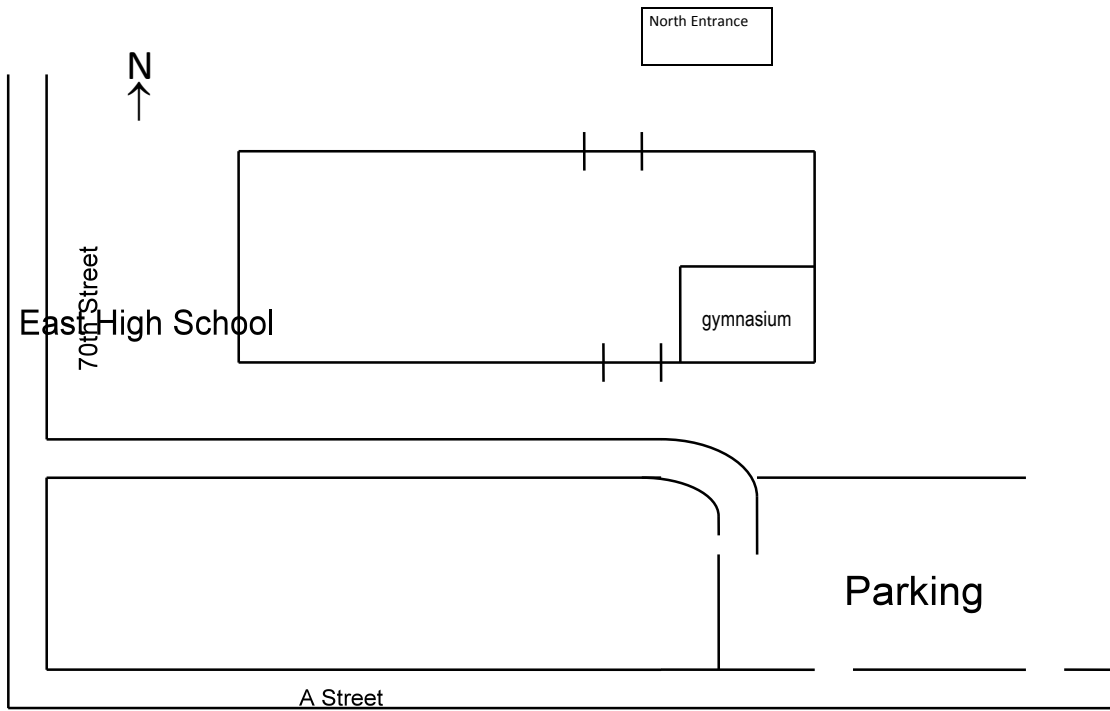 North Entrance
N
70th Street
East High School
gymnasium
Parking
A Street